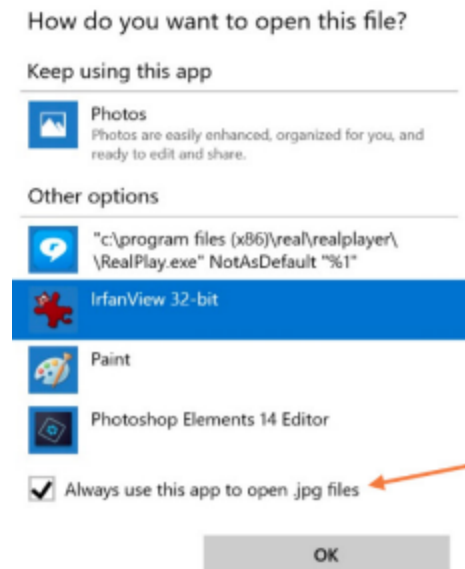 How do you want to open this file?
Keep using this app
Photos
Photos are easily enhanced, organized for you, and
ready to edit and share.
Other options
"c:\program files (x86)\real\realplayer\
\RealPlay.exe" NotAsDefault "%1"
IrfanView 32-bit
Paint
Photoshop Elements 14 Editor
Always use this app to open .jpg files
OK